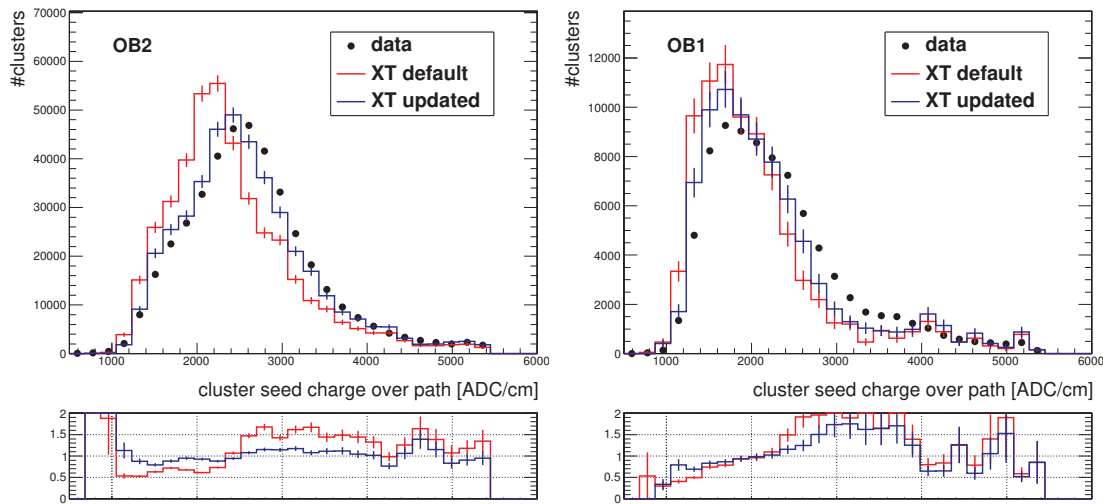 70000
60000
50000
40000
30000
20000
10000
0
#clusters
OB2
data
XT default
XT updated
1000 2000 3000 4000 5000 6000
cluster seed charge over path [ADC/cm]
2
1.5
1
0.5
0
12000
10000
8000
6000
4000
2000
0
#clusters
OB1
data
XT default
XT updated
1000 2000 3000 4000 5000 6000
cluster seed charge over path [ADC/cm]
2
1.5
1
0.5
0